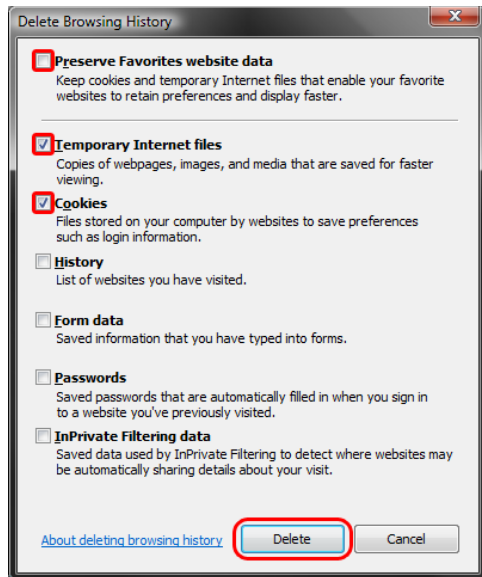 Delete Browsing History
Preserve Favorites website data
Keep cookies and temporary Internet files that enable your favorite
websites to retain preferences and display faster.
Temporary Internet files
Copies of webpages, images, and media that are saved for faster
viewing.
Cookies
Files stored on your computer by websites to save preferences
such as login information.
History
List of websites you have visited.
Form data
Saved information that you have typed into forms.
Passwords
Saved passwords that are automatically filled in when you sign in
to a website you've previously visited.
InPrivate Filtering data
Saved data used by InPrivate Filtering to detect where websites may
be automatically sharing details about your visit.
About deleting browsing history Delete Cancel